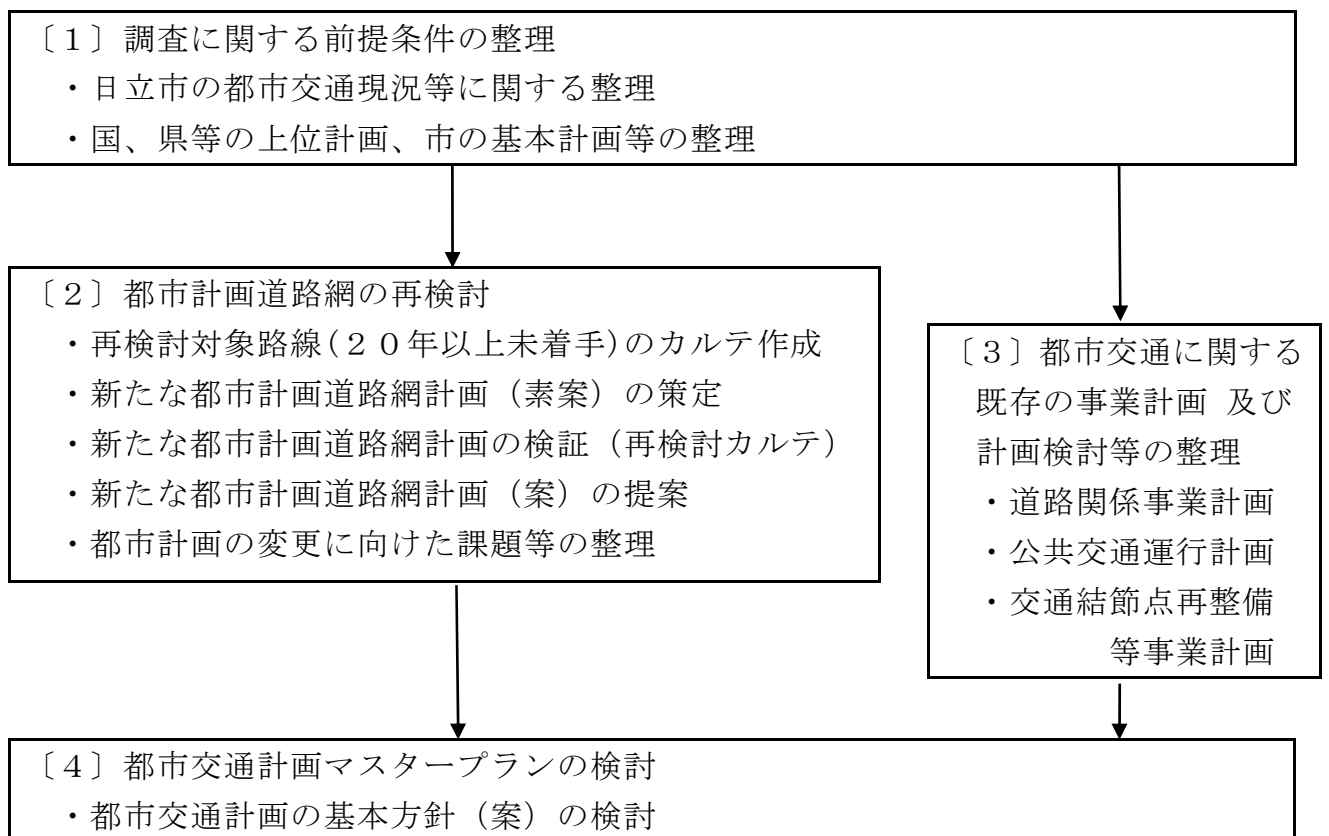 〔１〕調査に関する前提条件の整理
・日立市の都市交通現況等に関する整理
・国、県等の上位計画、市の基本計画等の整理
〔２〕都市計画道路網の再検討
・再検討対象路線(２０年以上未着手)のカルテ作成
・新たな都市計画道路網計画（素案）の策定
・新たな都市計画道路網計画の検証（再検討カルテ）
・新たな都市計画道路網計画（案）の提案
・都市計画の変更に向けた課題等の整理
〔３〕都市交通に関する
既存の事業計画 及び
計画検討等の整理
・道路関係事業計画
・公共交通運行計画
・交通結節点再整備
等事業計画
〔４〕都市交通計画マスタープランの検討
・都市交通計画の基本方針（案）の検討